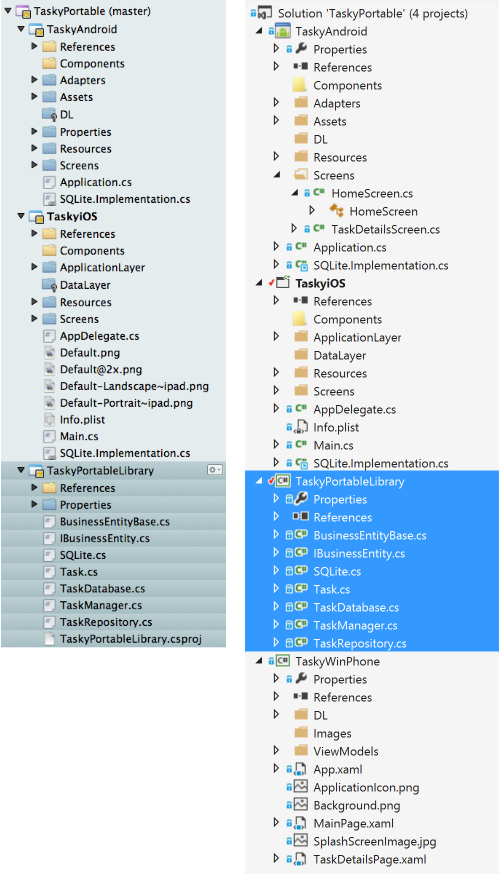 TaskyPortable (master)
TaskyAndroid
References
Components
Adapters
Assets
DL
Properties
Resources
Screens
Application.cs
SQLite.Implementation.cs
TaskyiOS
References
Components
ApplicationLayer
DataLayer
Resources
Screens
AppDelegate.cs
Default.png
Default@2x.png
Default-Landscape~ipad.png
Default-Portrait~ipad.png
Info.plist
Main.cs
SQLite.Implementation.cs
TaskyPortableLibrary
References
Properties
BusinessEntityBase.cs
IBusinessEntity.cs
SQLite.cs
Task.cs
TaskDatabase.cs
TaskManager.cs
TaskRepository.cs
TaskyPortableLibrary.csproj
Solution 'TaskyPortable' (4 projects)
TaskyAndroid
Properties
References
Components
Adapters
Assets
DL
Resources
Screens
C# HomeScreen.cs
HomeScreen
C# TaskDetailsScreen.cs
C# Application.cs
C# SQLite.Implementation.cs
TaskyiOS
References
Components
ApplicationLayer
DataLayer
Resources
Screens
C# AppDelegate.cs
Info.plist
C# Main.cs
C# SQLite.Implementation.cs
C# TaskyPortableLibrary
Properties
References
C# BusinessEntityBase.cs
C# IBusinessEntity.cs
C# SQLite.cs
C# Task.cs
C# TaskDatabase.cs
C# TaskManager.cs
C# TaskRepository.cs
C# TaskyWinPhone
Properties
References
DL
Images
ViewModels
App.xaml
ApplicationIcon.png
Background.png
MainPage.xaml
SplashScreenImage.jpg
TaskDetailsPage.xaml